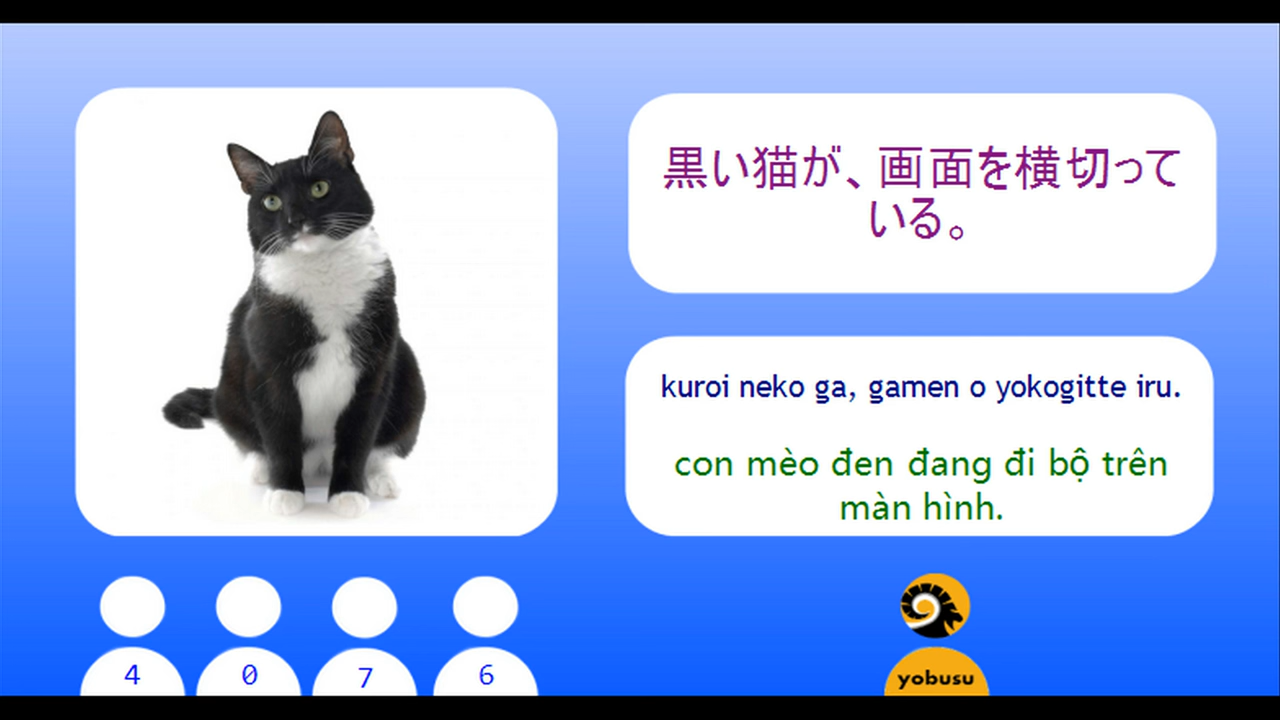 黒い猫が、画面を横切って
いる。
kuroi neko ga, gamen o yokogitte iru.
con mèo đen đang đi bộ trên
màn hình.
4 0 7 6
yobusu